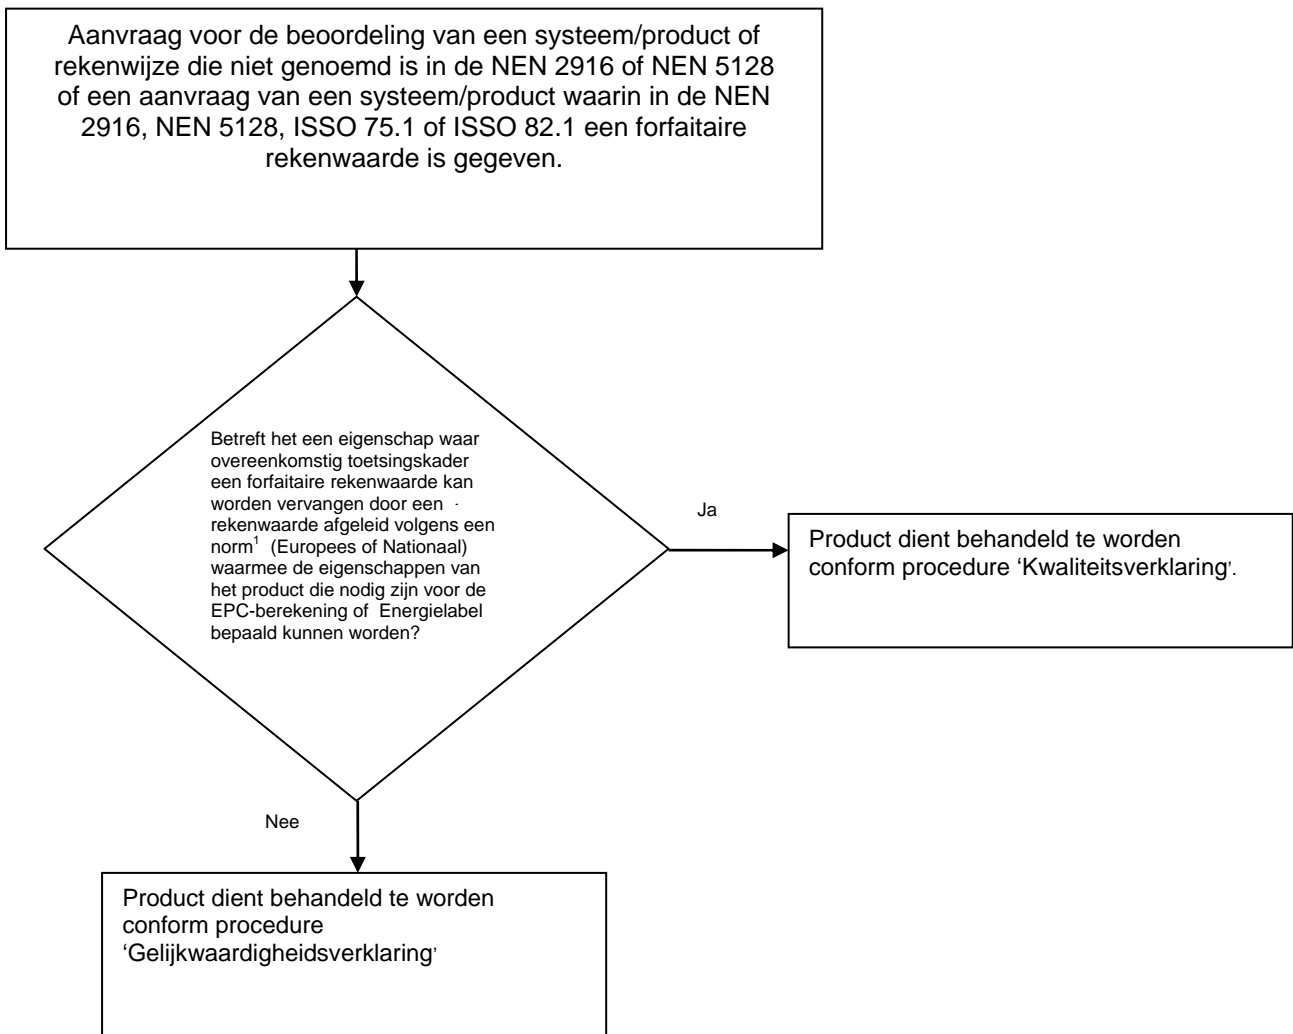 Aanvraag voor de beoordeling van een systeem/product of
rekenwijze die niet genoemd is in de NEN 2916 of NEN 5128
of een aanvraag van een systeem/product waarin in de NEN
2916, NEN 5128, ISSO 75.1 of ISSO 82.1 een forfaitaire
rekenwaarde is gegeven.
Betreft het een eigenschap waar
overeenkomstig toetsingskader
een forfaitaire rekenwaarde kan
worden vervangen door een -
rekenwaarde afgeleid volgens een
norm¹ (Europees of Nationaal)
waarmee de eigenschappen van
het product die nodig zijn voor de
EPC-berekening of Energielabel
bepaald kunnen worden?
Ja
Product dient behandeld te worden
conform procedure ‘Kwaliteitsverklaring’.
Nee
Product dient behandeld te worden
conform procedure
‘Gelijkwaardigheidsverklaring’